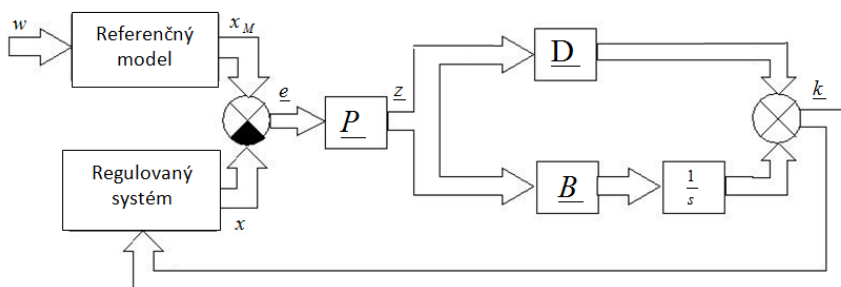 w
Referenčný
model
x_M
e
P
z
D
k
B
1
s
Regulovaný
systém
x